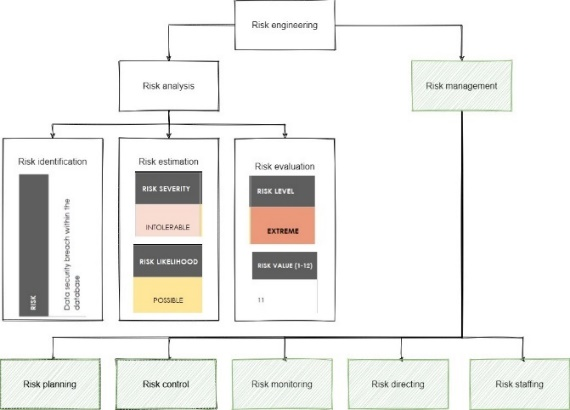 Risk engineering
Risk analysis
Risk management
Risk identification
RISK
Data security breach within the
database
Risk estimation
RISK SEVERITY
INTOLERABLE
RISK LIKELIHOOD
POSSIBLE
Risk evaluation
RISK LEVEL
EXTREME
RISK VALUE (1-12)
11
Risk planning
Risk control
Risk monitoring
Risk directing
Risk staffing